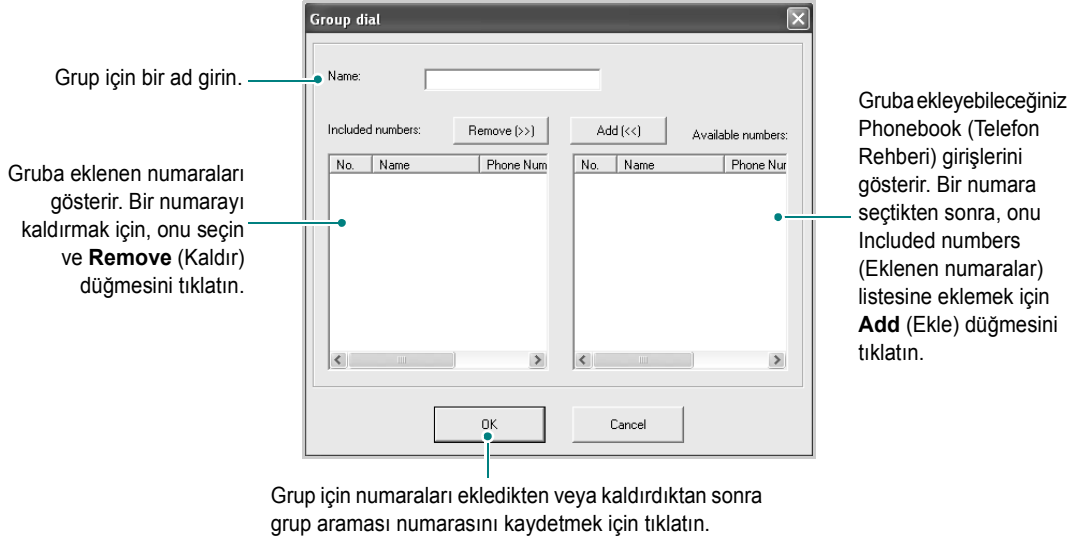 Group dial
Grup için bir ad girin.
Name:
Included numbers:
Remove (>>)
Add (<<)
Available numbers:
No. Name Phone Num
No. Name Phone Nur
Gruba eklenen numaraları
gösterir. Bir numarayı
kaldırmak için, onu seçin
ve Remove (Kaldır)
düğmesini tıklatın.
Gruba ekleyebileceğiniz
Phonebook (Telefon
Rehberi) girişlerini
gösterir. Bir numara
seçtikten sonra, onu
Included numbers
(Eklenen numaralar)
listesine eklemek için
Add (Ekle) düğmesini
tıklatın.
OK
Cancel
Grup için numaraları ekledikten veya kaldırdıktan sonra
grup araması numarasını kaydetmek için tıklatın.